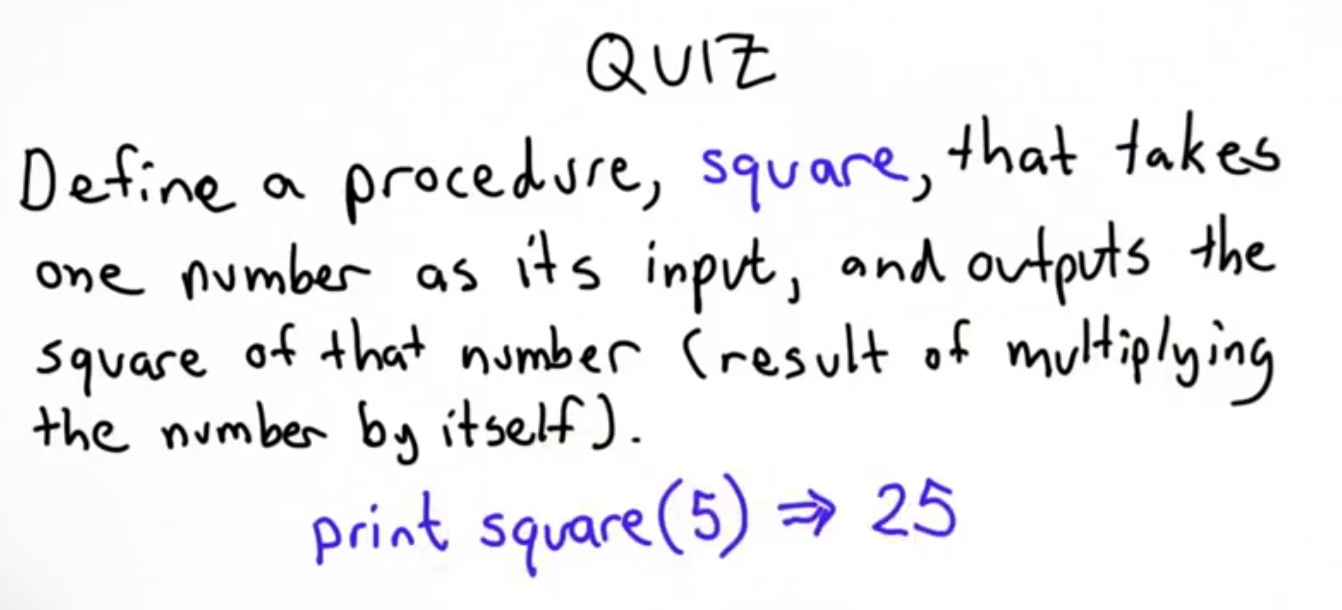 QUIZ
Define a procedure, square, that takes
one number as its input, and outputs the
square of that number (result of multiplying
the number by itself).
print square(5) ⇒ 25